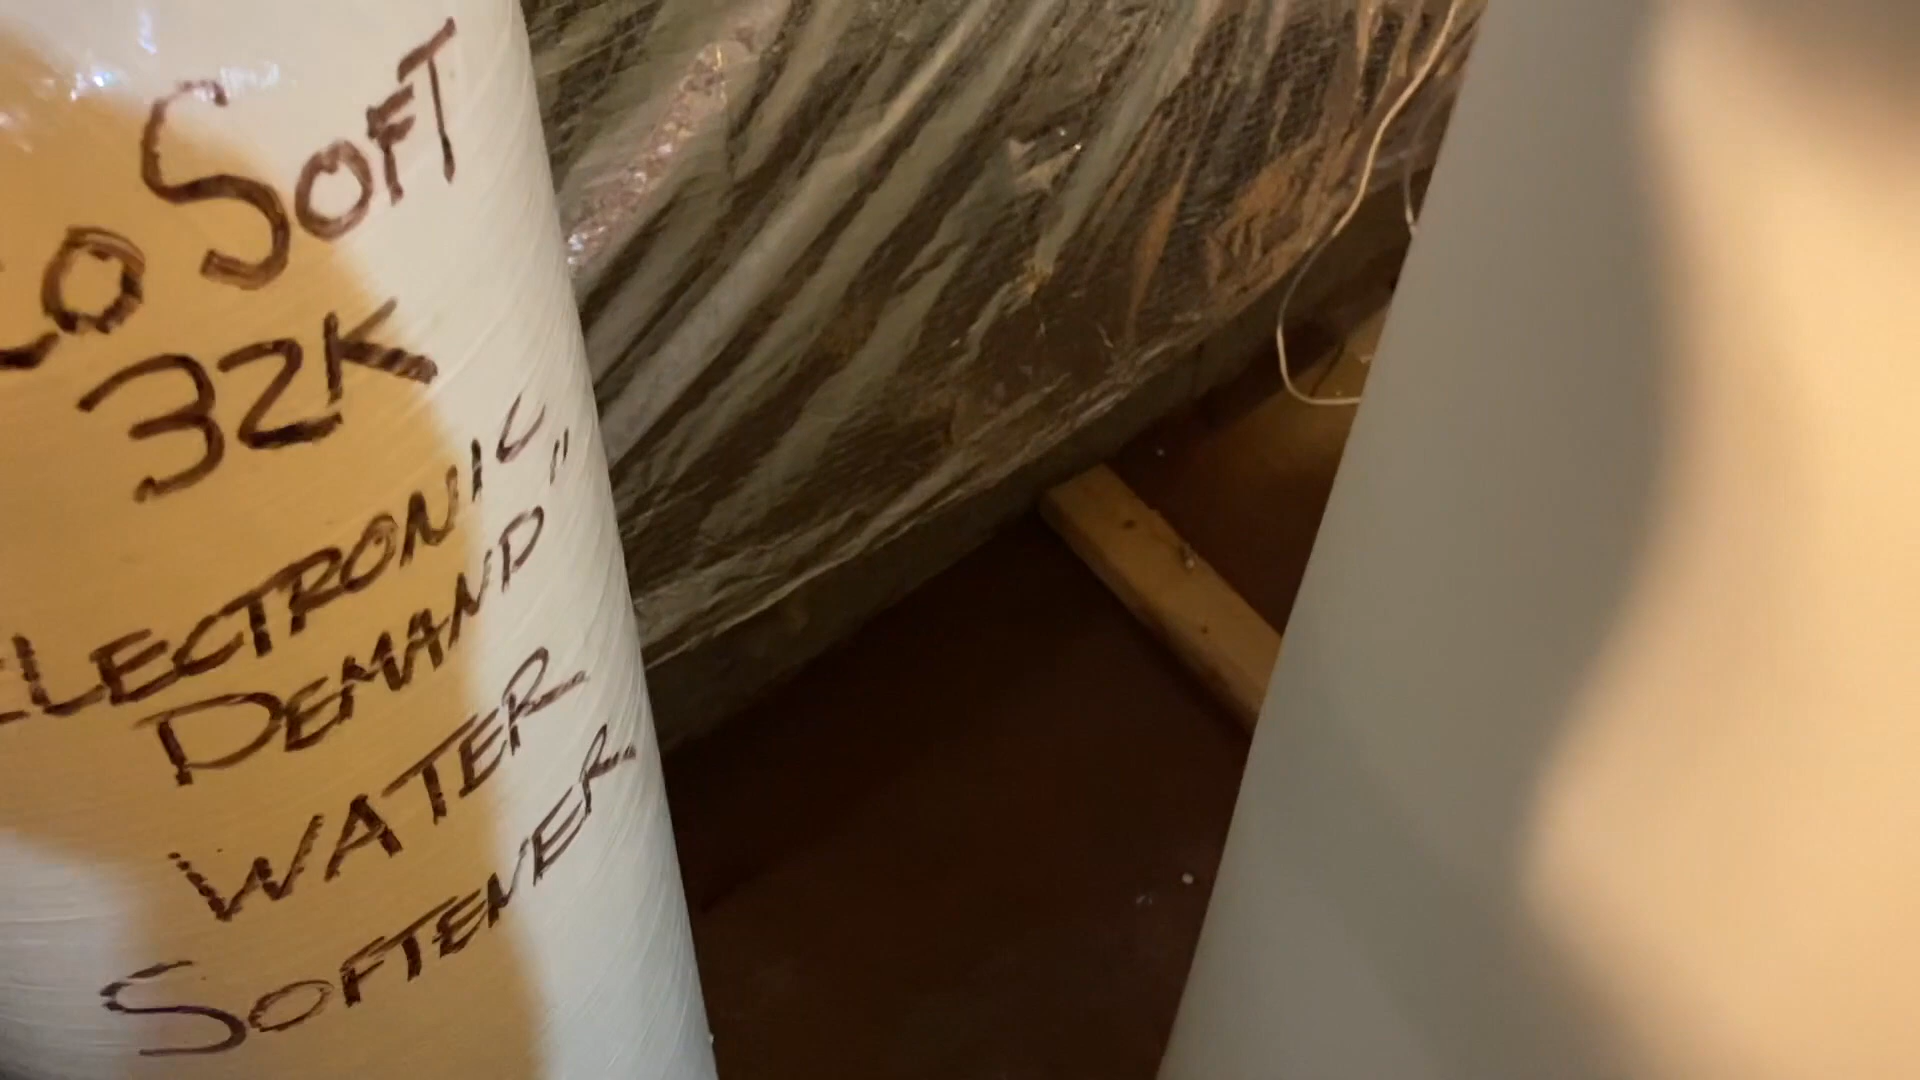 Soft
32K
ELECTRONIC
DEMAND"
WATER
SOFTENER